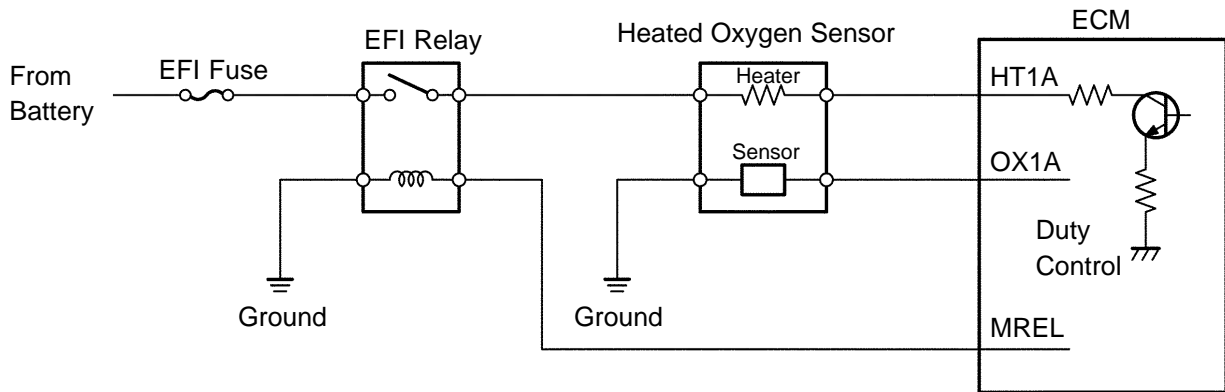 ECM
EFI Relay
Heated Oxygen Sensor
From
Battery
EFI Fuse
Heater
HT1A
Sensor
OX1A
Duty
Control
Ground
Ground
MREL